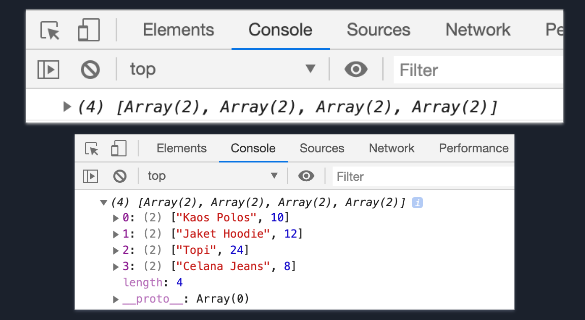 Elements Console Sources Network Pe
top Filter
(4) [Array(2), Array(2), Array(2), Array(2)]
Elements Console Sources Network Performance
top Filter
(4) [Array(2), Array(2), Array(2), Array(2)] i
0: (2) ["Kaos Polos", 10]
1: (2) ["Jaket Hoodie", 12]
2: (2) ["Topi", 24]
3: (2) ["Celana Jeans", 8]
length: 4
__proto__: Array(0)